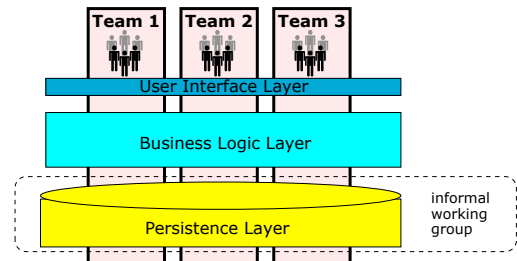 Team 1
Team 2
Team 3
User Interface Layer
Business Logic Layer
Persistence Layer
informal
working
group